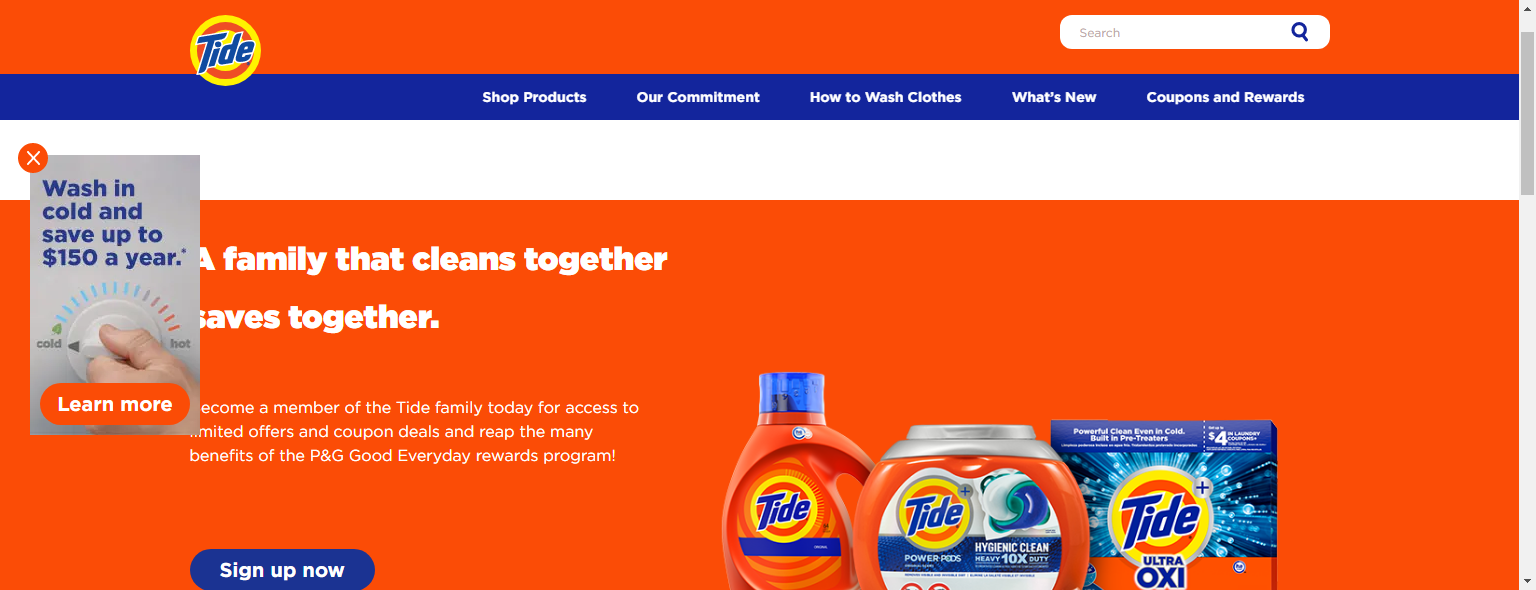 Tide
Search
Shop Products
Our Commitment
How to Wash Clothes
What's New
Coupons and Rewards
Wash in
cold and
save up to
$150 a year.*
cold
hot
Learn more
A family that cleans together
saves together.
ecome a member of the Tide family today for access to
limited offers and coupon deals and reap the many
benefits of the P&G Good Everyday rewards program!
Sign up now
Tide
ORIGINAL
Tide+
POWER PODS
HYGIENIC CLEAN
HEAVY 10X DUTY
Powerful Clean Even in Cold.
Built in Pre-Treaters
$4 IN LAUNDRY
COUPONS*
Tide+
ULTRA
OXI